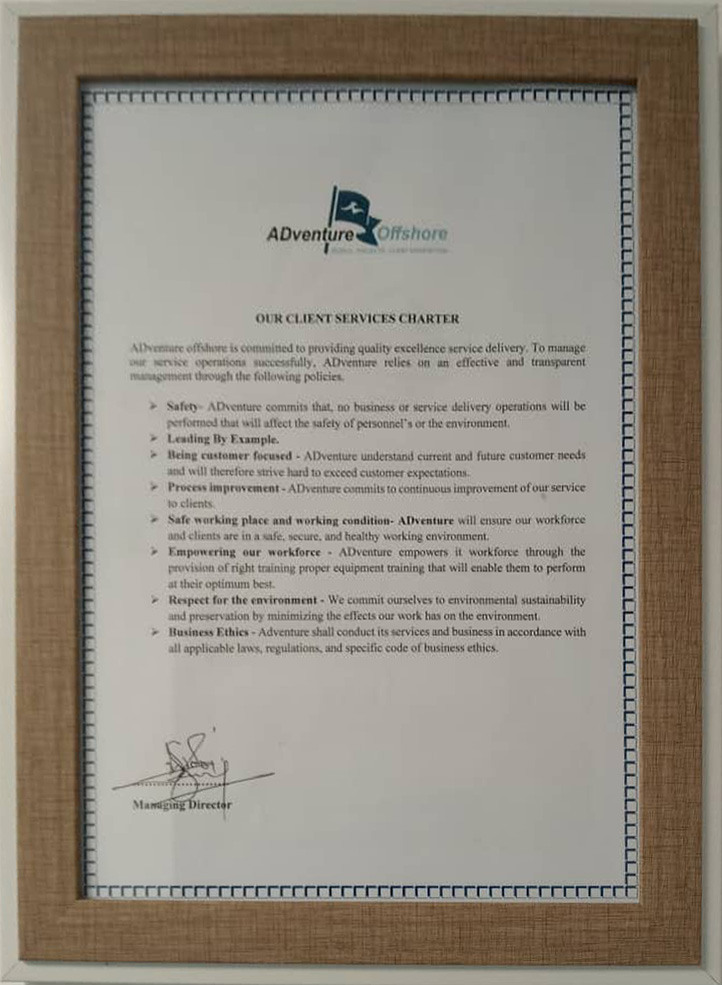 ADventure Offshore
OUR CLIENT SERVICES CHARTER
ADventure offshore is committed to providing quality excellence service delivery. To manage
our service operations successfully, ADventure relies on an effective and transparent
management through the following policies.
➢ Safety- ADventure commits that, no business or service delivery operations will be
performed that will affect the safety of personnel's or the environment.
➢ Leading By Example.
➢ Being customer focused - ADventure understand current and future customer needs
and will therefore strive hard to exceed customer expectations.
➢ Process improvement - ADventure commits to continuous improvement of our service
to clients.
➢ Safe working place and working condition- ADventure will ensure our workforce
and clients are in a safe, secure, and healthy working environment.
➢ Empowering our workforce - ADventure empowers it workforce through the
provision of right training proper equipment training that will enable them to perform
at their optimum best.
➢ Respect for the environment - We commit ourselves to environmental sustainability
and preservation by minimizing the effects our work has on the environment.
➢ Business Ethics - Adventure shall conduct its services and business in accordance with
all applicable laws, regulations, and specific code of business ethics.
Managing Director